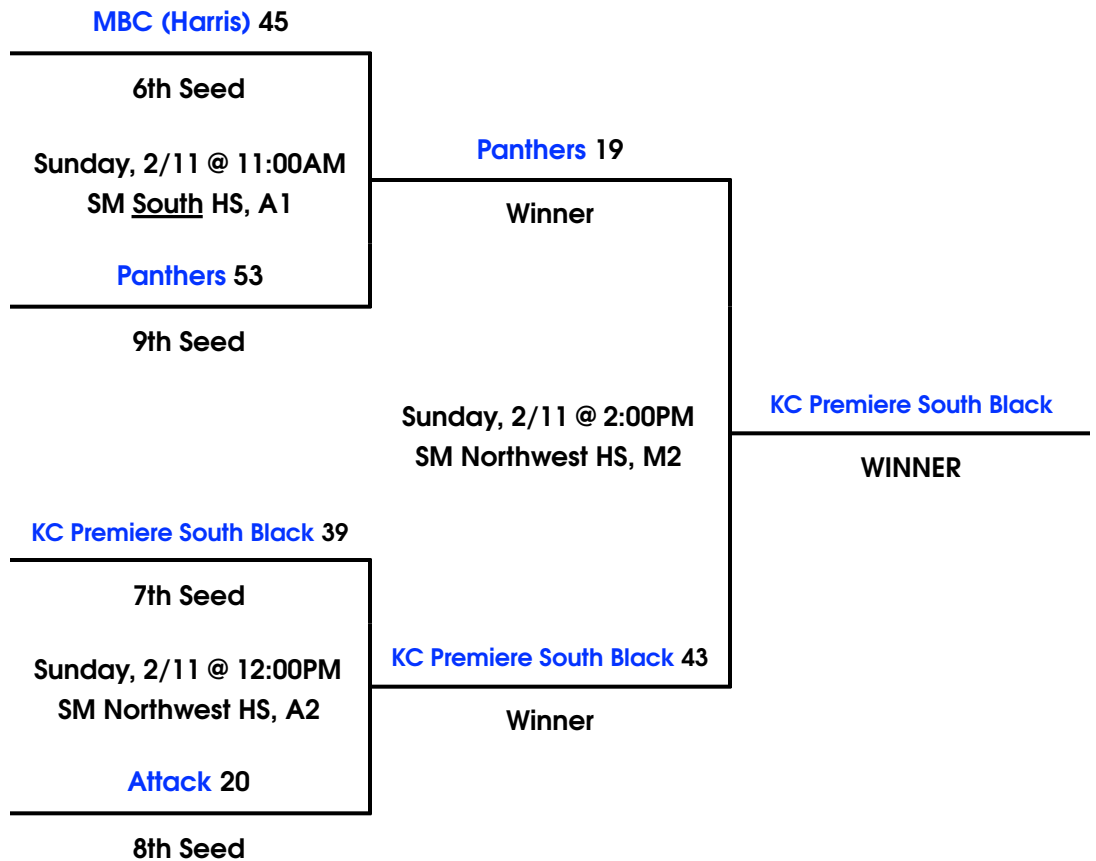 MBC (Harris) 45
6th Seed
Sunday, 2/11 @ 11:00AM
SM South HS, A1
Panthers 53
9th Seed
Panthers 19
Winner
Sunday, 2/11 @ 2:00PM
SM Northwest HS, M2
KC Premiere South Black
WINNER
KC Premiere South Black 39
7th Seed
Sunday, 2/11 @ 12:00PM
SM Northwest HS, A2
Attack 20
8th Seed
KC Premiere South Black 43
Winner